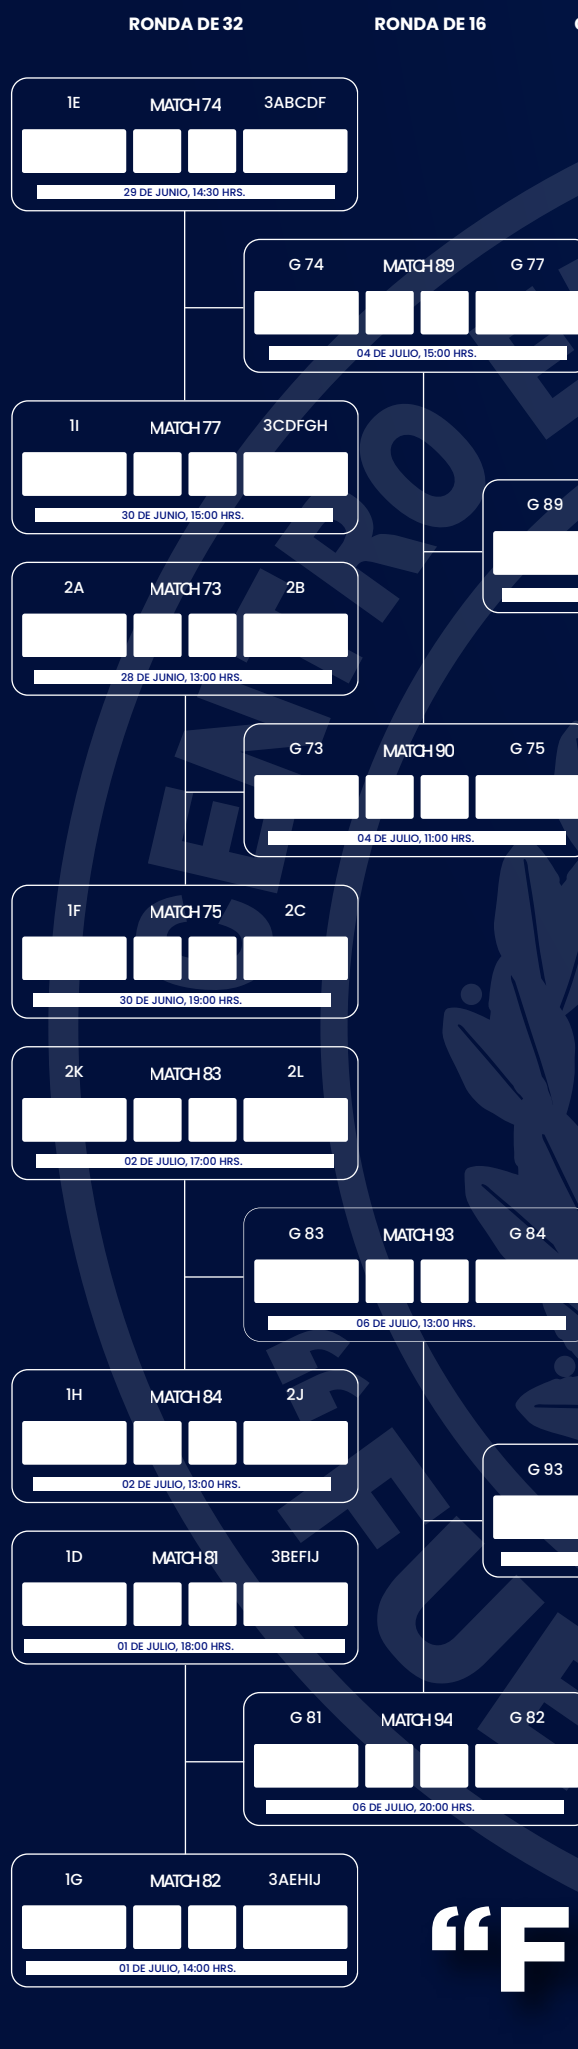 RONDA DE 32
RONDA DE 16
1E MATCH 74 3ABCDF
29 DE JUNIO, 14:30 HRS.
G 74 MATCH 89 G 77
04 DE JULIO, 15:00 HRS.
1I MATCH 77 3CDFGH
30 DE JUNIO, 15:00 HRS.
G 89
2A MATCH 73 2B
28 DE JUNIO, 13:00 HRS.
G 73 MATCH 90 G 75
04 DE JULIO, 11:00 HRS.
1F MATCH 75 2C
30 DE JUNIO, 19:00 HRS.
2K MATCH 83 2L
02 DE JULIO, 17:00 HRS.
G 83 MATCH 93 G 84
06 DE JULIO, 13:00 HRS.
1H MATCH 84 2J
02 DE JULIO, 13:00 HRS.
G 93
1D MATCH 81 3BEFIJ
01 DE JULIO, 18:00 HRS.
G 81 MATCH 94 G 82
06 DE JULIO, 20:00 HRS.
1G MATCH 82 3AEHIJ
01 DE JULIO, 14:00 HRS.
“F
CENTRO E